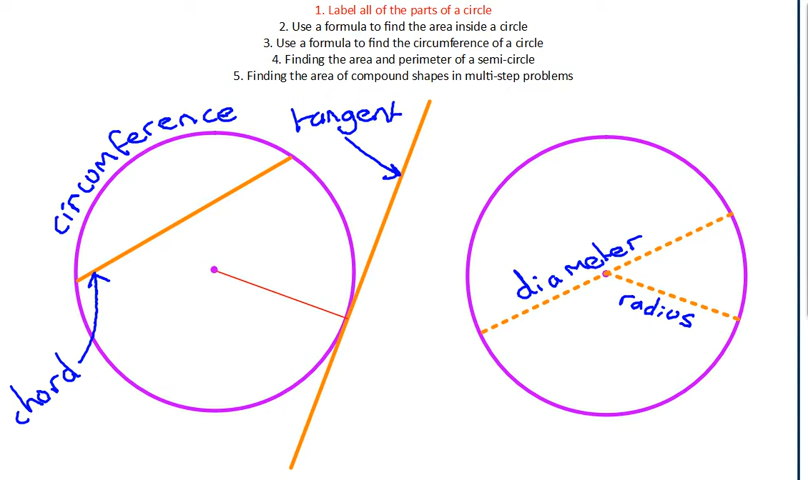 1. Label all of the parts of a circle
2. Use a formula to find the area inside a circle
3. Use a formula to find the circumference of a circle
4. Finding the area and perimeter of a semi-circle
5. Finding the area of compound shapes in multi-step problems
circumference
tangent
chord
diameter
radius